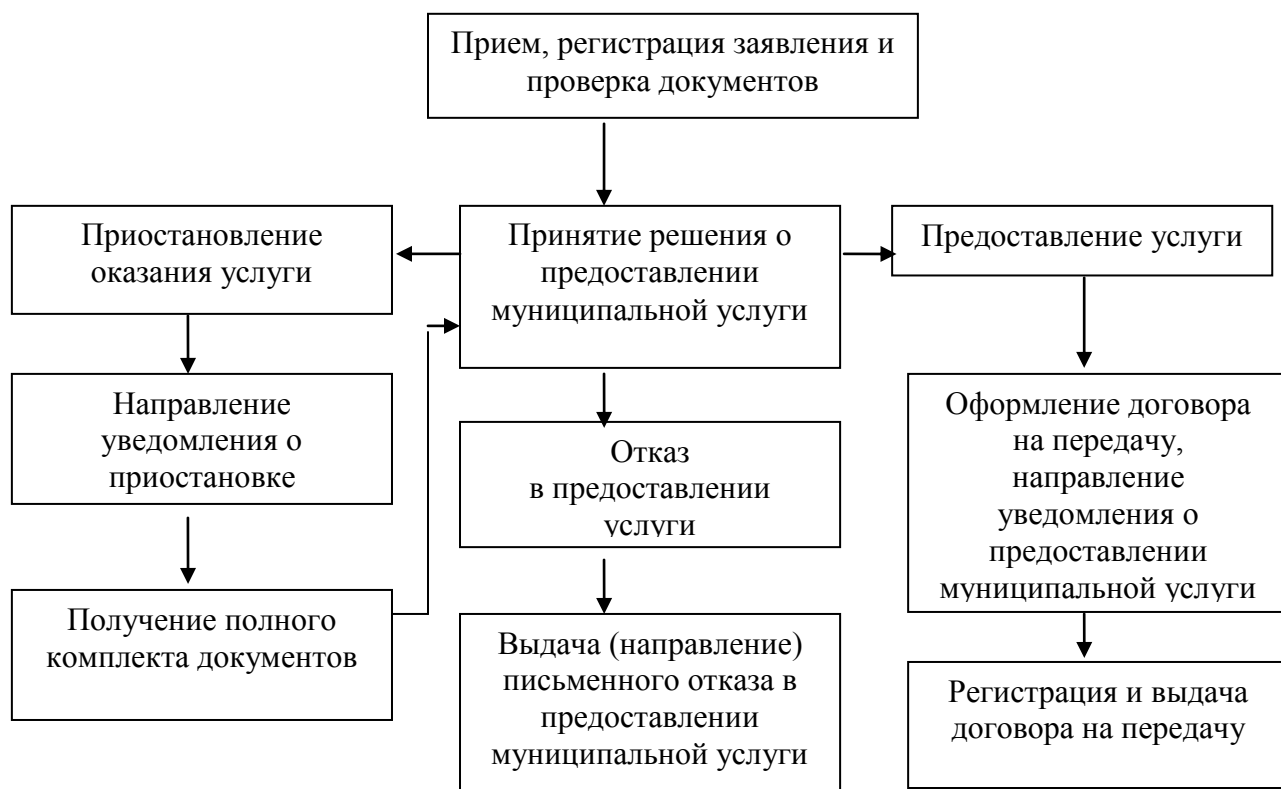 Прием, регистрация заявления и
проверка документов
Приостановление
оказания услуги
Принятие решения о
предоставлении
муниципальной услуги
Предоставление услуги
Направление
уведомления о
приостановке
Отказ
в предоставлении
услуги
Оформление договора
на передачу,
направление
уведомления о
предоставлении
муниципальной услуги
Получение полного
комплекта документов
Выдача (направление)
письменного отказа в
предоставлении
муниципальной услуги
Регистрация и выдача
договора на передачу